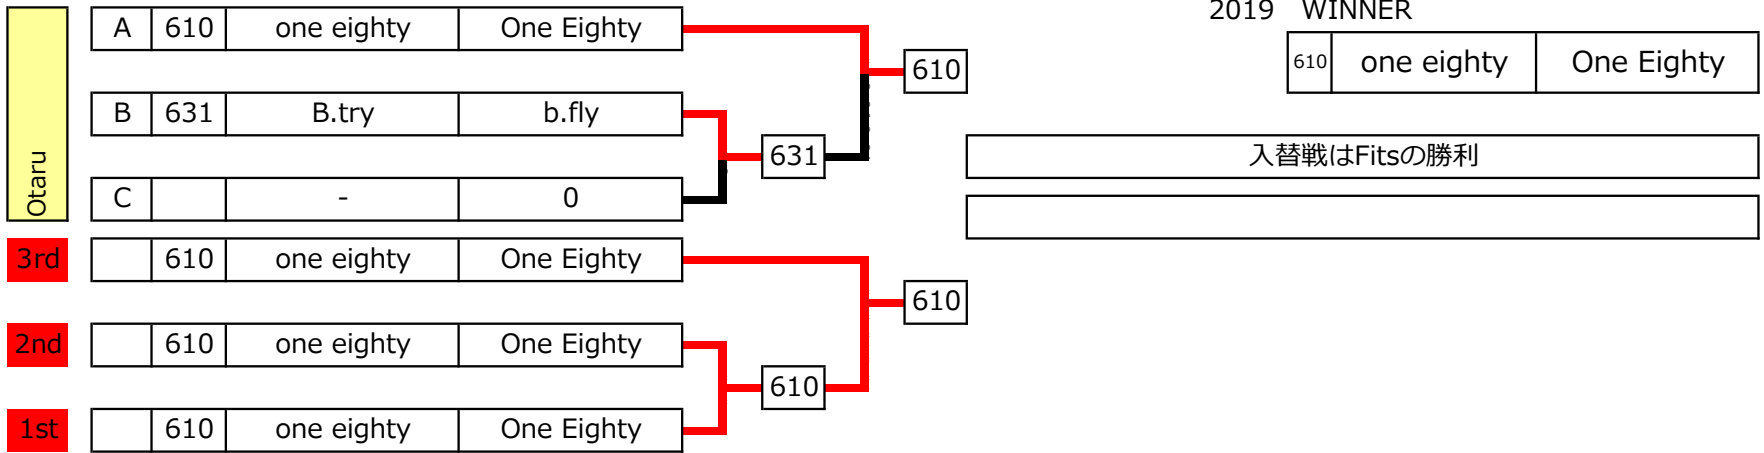 2019 WINNER
A 610 one eighty One Eighty
610
610 one eighty One Eighty
B 631 B.try b.fly
631
入替戦はFitsの勝利
Otaru
C - 0
3rd 610 one eighty One Eighty
610
2nd 610 one eighty One Eighty
610
1st 610 one eighty One Eighty